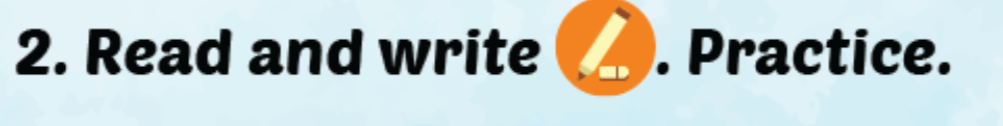 2. Read and write . Practice.